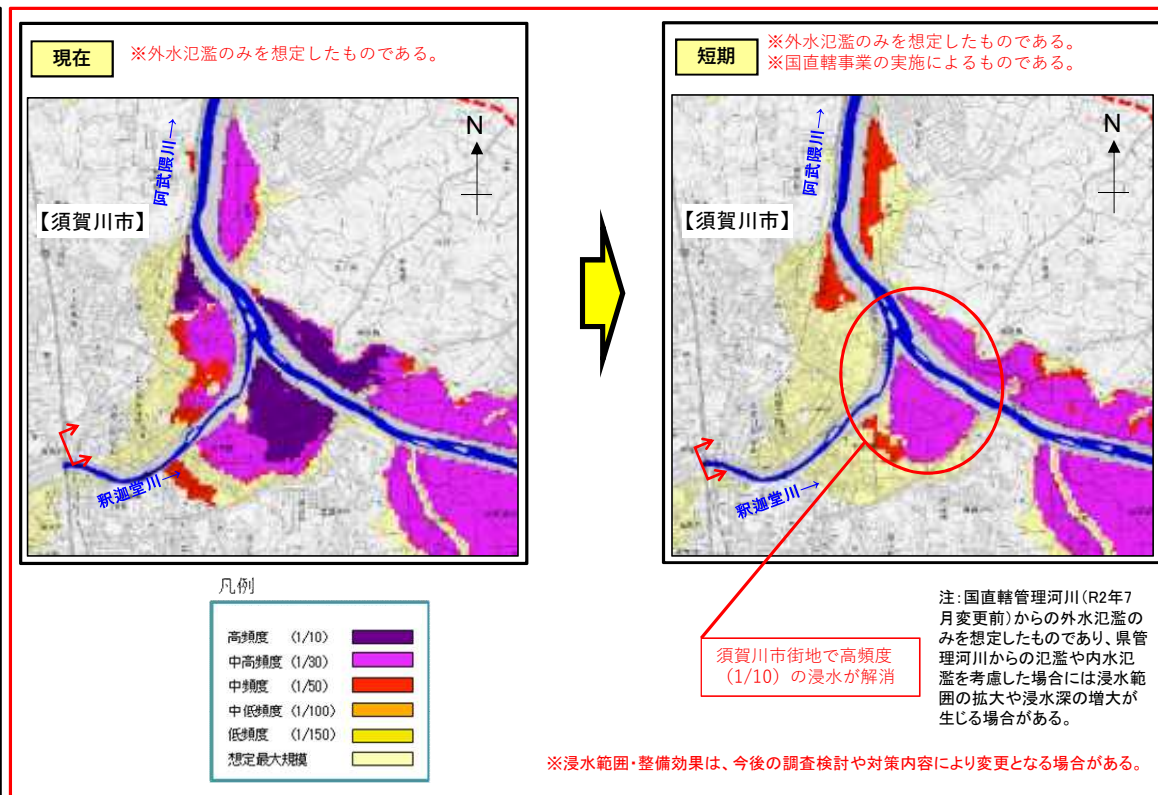 現在
※外水氾濫のみを想定したものである。
阿武隈川→
N
【須賀川市】
釈迦堂川→
凡例
高頻度 (1/10)
中高頻度 (1/30)
中頻度 (1/50)
中低頻度 (1/100)
低頻度 (1/150)
想定最大規模
短期
※外水氾濫のみを想定したものである。
※国直轄事業の実施によるものである。
阿武隈川→
N
【須賀川市】
釈迦堂川→
須賀川市街地で高頻度
(1/10) の浸水が解消
注:国直轄管理河川(R2年7
月変更前)からの外水氾濫の
みを想定したものであり、県管
理河川からの氾濫や内水氾
濫を考慮した場合には浸水範
囲の拡大や浸水深の増大が
生じる場合がある。
※浸水範囲・整備効果は、今後の調査検討や対策内容により変更となる場合がある。